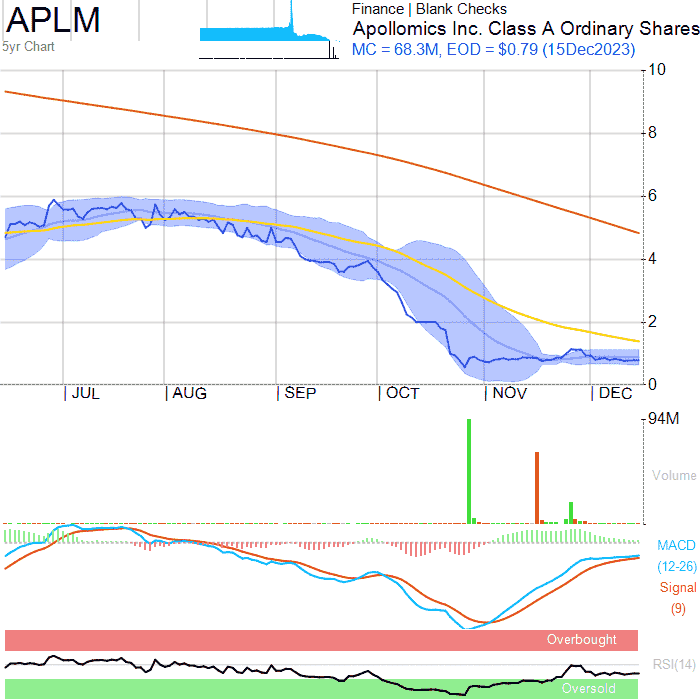 APLM
5yr Chart
Finance | Blank Checks
Apollomics Inc. Class A Ordinary Shares
MC = 68.3M, EOD = $0.79 (15Dec2023)
10
8
6
4
2
0
JUL AUG SEP OCT NOV DEC
94M
Volume
MACD
(12-26)
Signal
(9)
Overbought
RSI(14)
Oversold